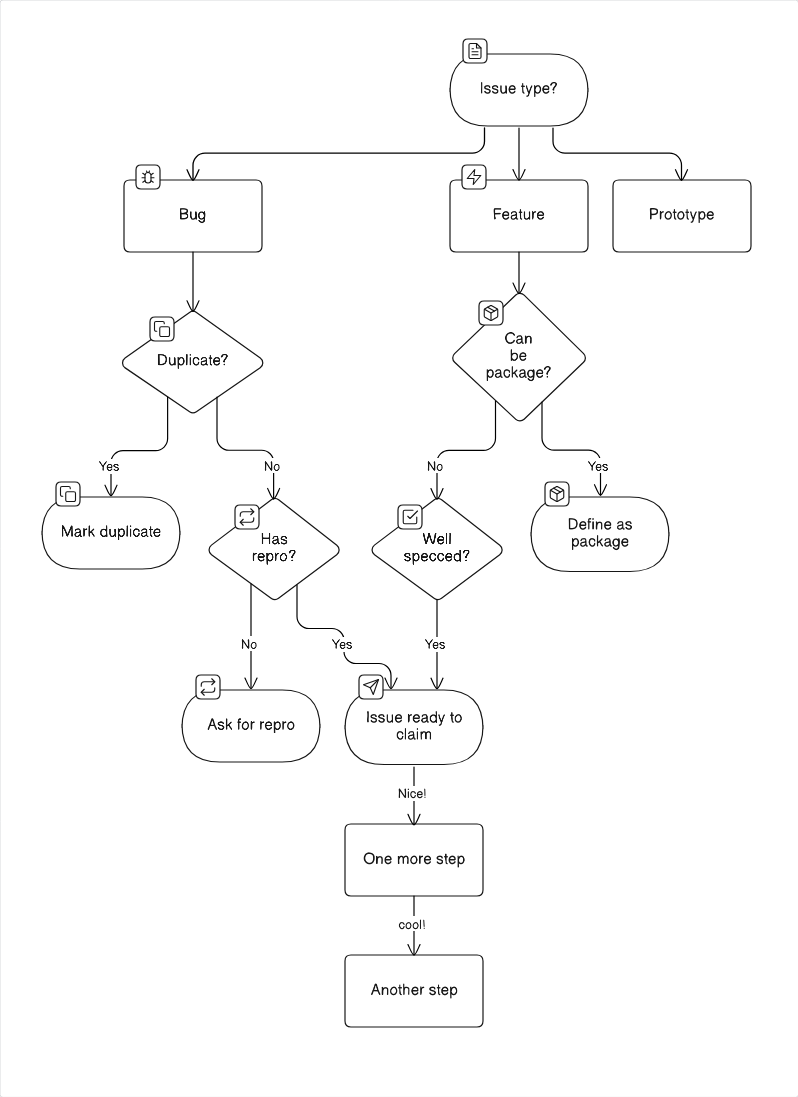 Issue type?
Bug
Feature
Prototype
Duplicate?
Can
be
package?
Yes
No
No
Yes
Mark duplicate
Has
repro?
Well
specced?
Define as
package
No
Yes
Yes
Ask for repro
Issue ready to
claim
Nice!
One more step
cool!
Another step